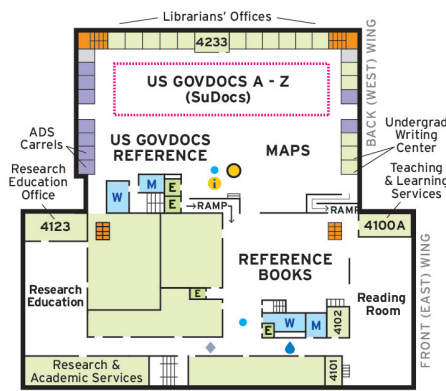 Librarians' Offices
4233
US GOVDOCS A - Z
(SuDocs)
BACK (WEST) WING
ADS
Carrels
US GOVDOCS
REFERENCE
MAPS
Undergrad
Writing
Center
Research
Education
Office
Teaching
& Learning
Services
i
M
W
E
E
RAMP
RAMP
4123
4100A
REFERENCE
BOOKS
Research
Education
Reading
Room
E
FRONT (EAST) WING
W
M
E
4102
Research &
Academic Services
4101